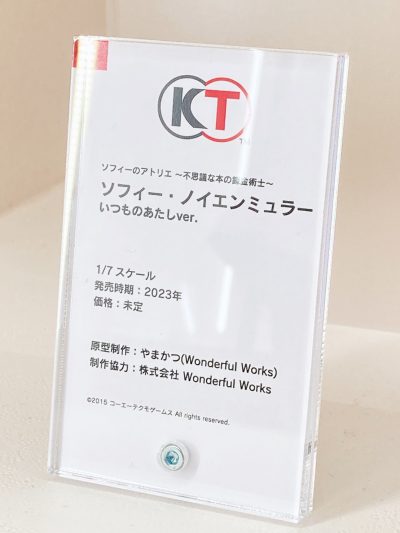 KT
TM
ソフィーのアトリエ ～不思議な本の錬金術士～
ソフィー・ノイエンミュラー
いつものあたしver.
1/7 スケール
発売時期：2023年
価格：未定
原型制作：やまかつ(Wonderful Works)
制作協力：株式会社 Wonderful Works
©2015 コーエーテクモゲームス All rights reserved.